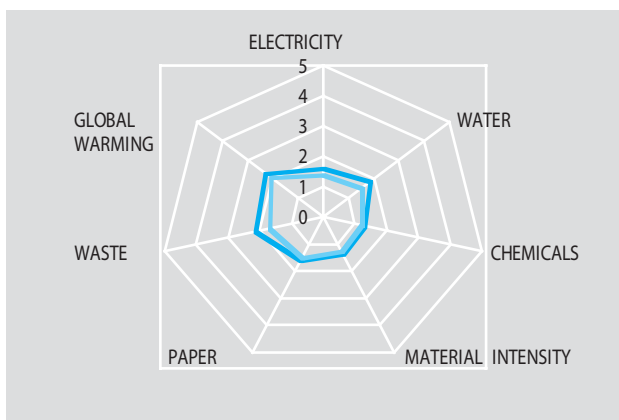 ELECTRICITY
5
4
3
2
1
0
GLOBAL
WARMING
WATER
WASTE
CHEMICALS
PAPER
MATERIAL INTENSITY